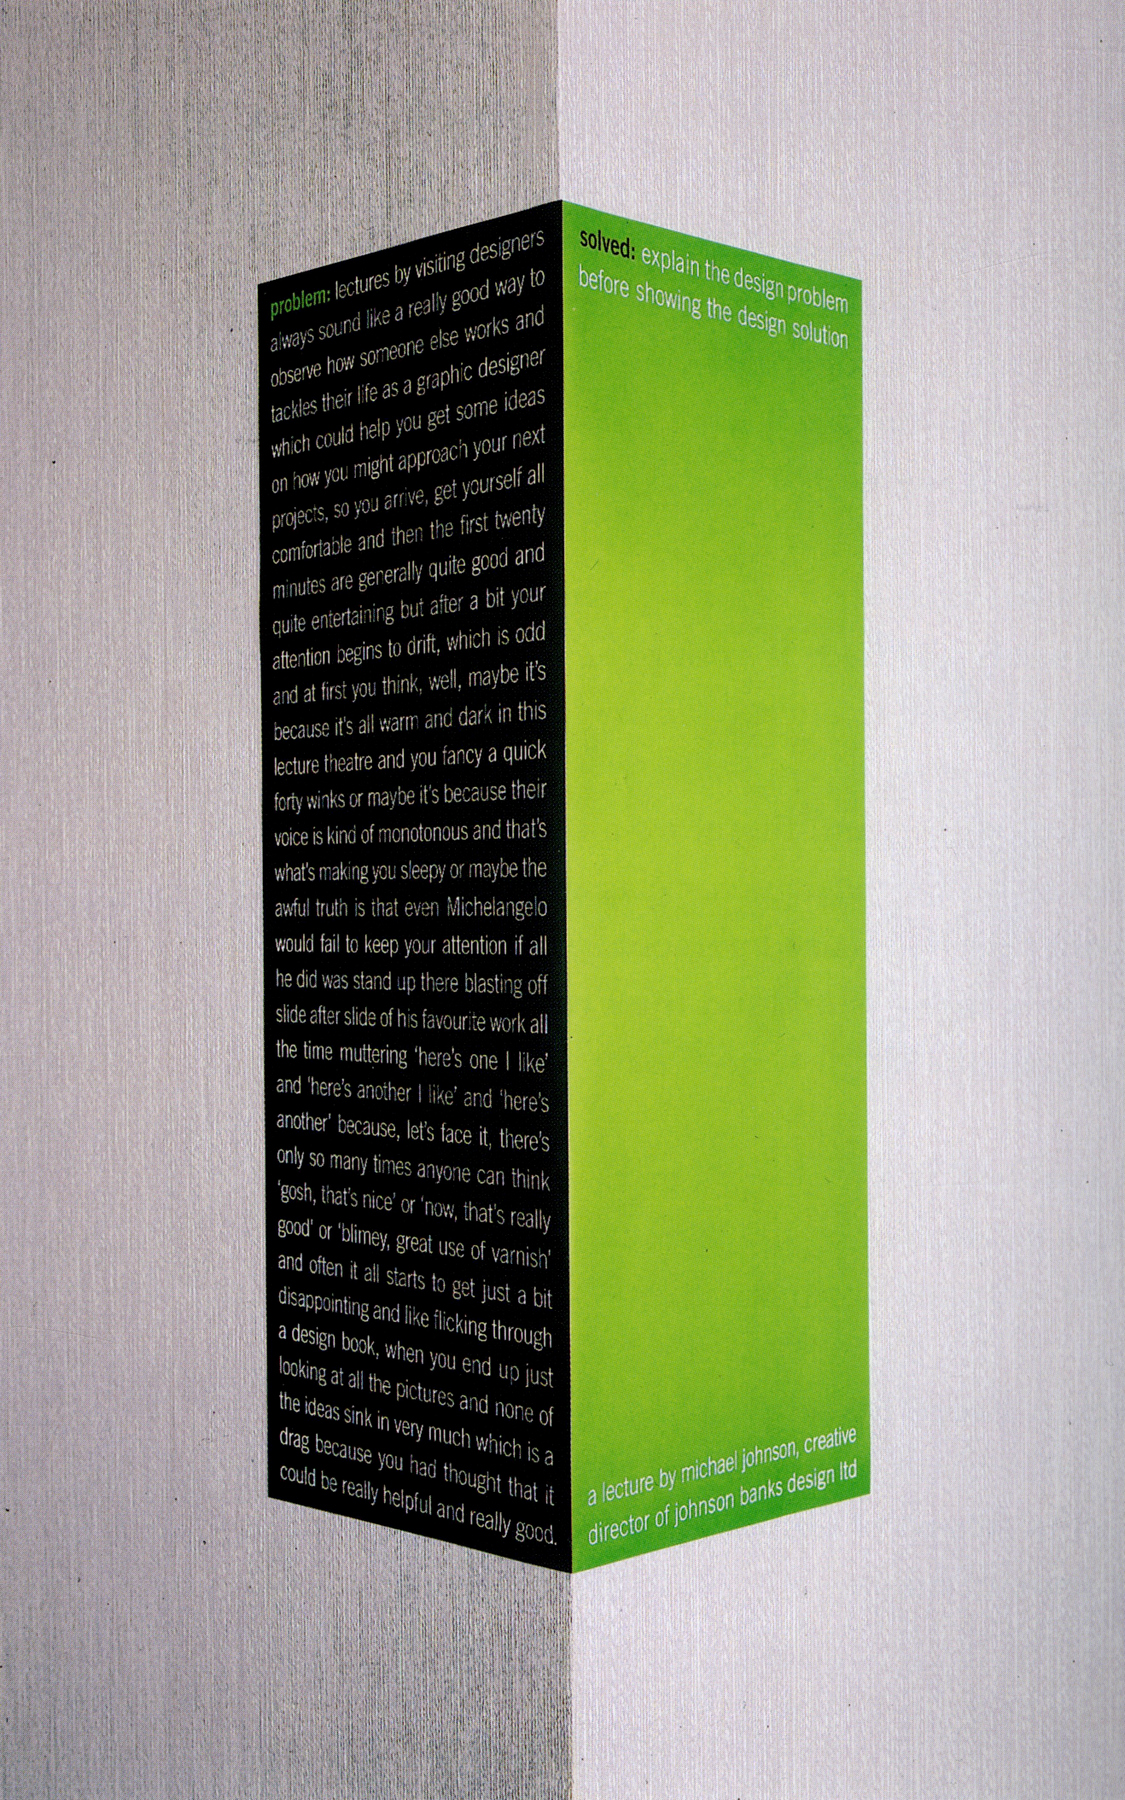 problem: lectures by visiting designers
always sound like a really good way to
observe how someone else works and
tackles their life as a graphic designer
which could help you get some ideas
on how you might approach your next
projects, so you arrive, get yourself all
comfortable and then the first twenty
minutes are generally quite good and
quite entertaining but after a bit your
attention begins to drift, which is odd
and at first you think, well, maybe it's
because it's all warm and dark in this
lecture theatre and you fancy a quick
forty winks or maybe it's because their
voice is kind of monotonous and that's
what's making you sleepy or maybe the
awful truth is that even Michelangelo
would fail to keep your attention if all
he did was stand up there blasting off
slide after slide of his favourite work all
the time muttering 'here's one I like'
and 'here's another I like' and 'here's
another' because, let's face it, there's
only so many times anyone can think
'gosh, that's nice' or 'now, that's really
good' or 'blimey, great use of varnish'
and often it all starts to get just a bit
disappointing and like flicking through
a design book, when you end up just
looking at all the pictures and none of
the ideas sink in very much which is a
drag because you had thought that it
could be really helpful and really good.
solved: explain the design problem
before showing the design solution
a lecture by michael johnson, creative
director of johnson banks design ltd